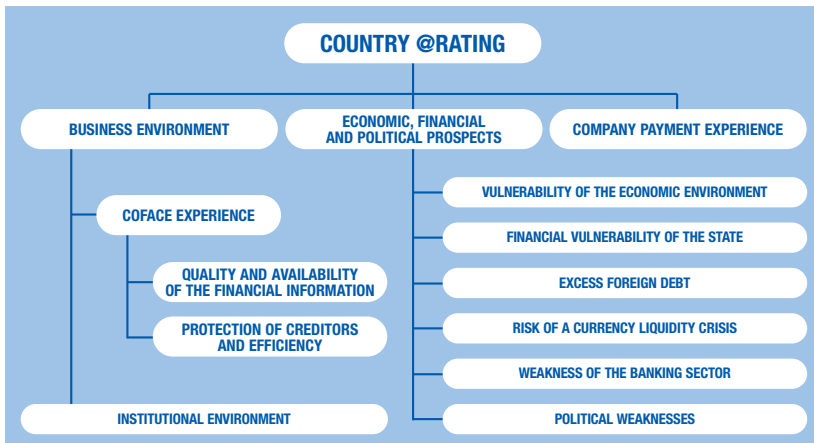 COUNTRY @RATING
BUSINESS ENVIRONMENT
ECONOMIC, FINANCIAL
AND POLITICAL PROSPECTS
COMPANY PAYMENT EXPERIENCE
COFACE EXPERIENCE
QUALITY AND AVAILABILITY
OF THE FINANCIAL INFORMATION
PROTECTION OF CREDITORS
AND EFFICIENCY
INSTITUTIONAL ENVIRONMENT
VULNERABILITY OF THE ECONOMIC ENVIRONMENT
FINANCIAL VULNERABILITY OF THE STATE
EXCESS FOREIGN DEBT
RISK OF A CURRENCY LIQUIDITY CRISIS
WEAKNESS OF THE BANKING SECTOR
POLITICAL WEAKNESSES